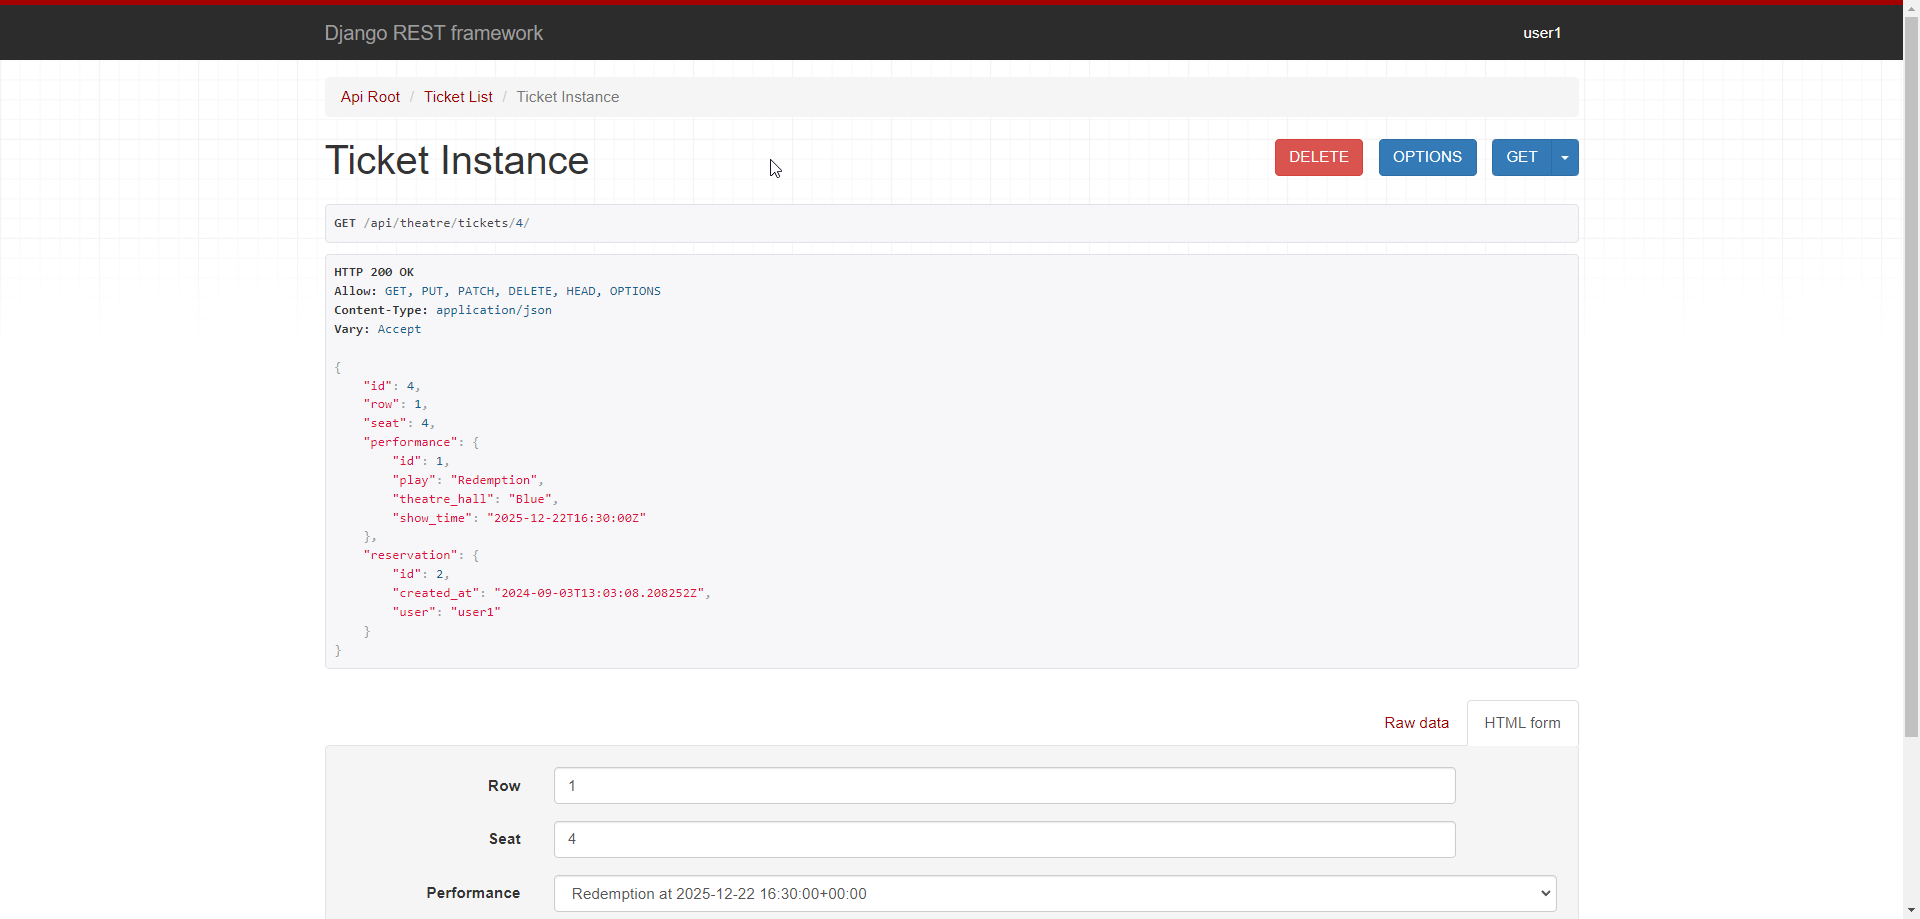 Django REST framework
user1
Api Root / Ticket List / Ticket Instance
Ticket Instance
DELETE
OPTIONS
GET
GET /api/theatre/tickets/4/
HTTP 200 OK
Allow: GET, PUT, PATCH, DELETE, HEAD, OPTIONS
Content-Type: application/json
Vary: Accept
{
    "id": 4,
    "row": 1,
    "seat": 4,
    "performance": {
        "id": 1,
        "play": "Redemption",
        "theatre_hall": "Blue",
        "show_time": "2025-12-22T16:30:00Z"
    },
    "reservation": {
        "id": 2,
        "created_at": "2024-09-03T13:03:08.208252Z",
        "user": "user1"
    }
}
Raw data
HTML form
Row
1
Seat
4
Performance
Redemption at 2025-12-22 16:30:00+00:00